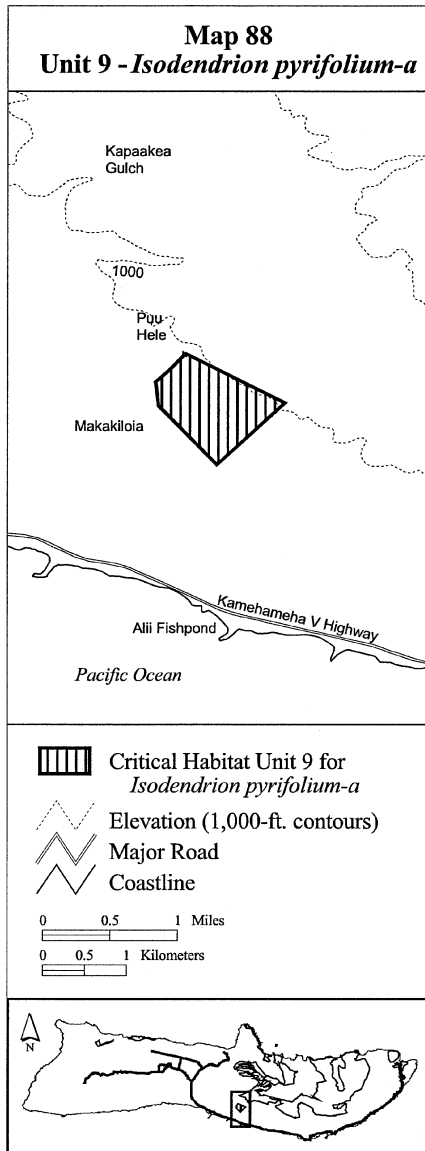 Map 88
Unit 9 - Isodendrion pyrifolium-a
Kapaakea
Gulch
1000
Puu
Hele
Makakiloia
Kamehameha V Highway
Alii Fishpond
Pacific Ocean
Critical Habitat Unit 9 for
Isodendrion pyrifolium-a
Elevation (1,000-ft. contours)
Major Road
Coastline
0 0.5 1 Miles
0 0.5 1 Kilometers
N